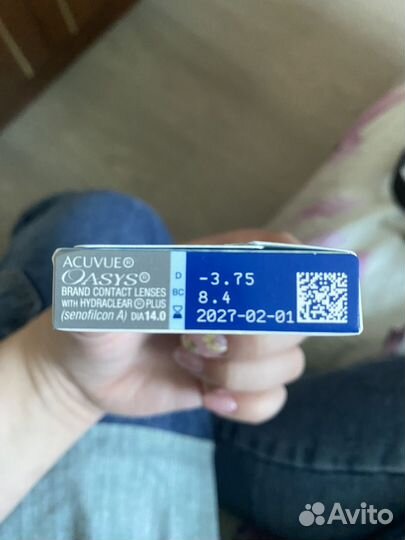 ACUVUE®
OASYS®
BRAND CONTACT LENSES
WITH HYDRACLEAR® PLUS
(senofilcon A) DIA 14.0
D -3.75
BC 8.4
2027-02-01
Avito